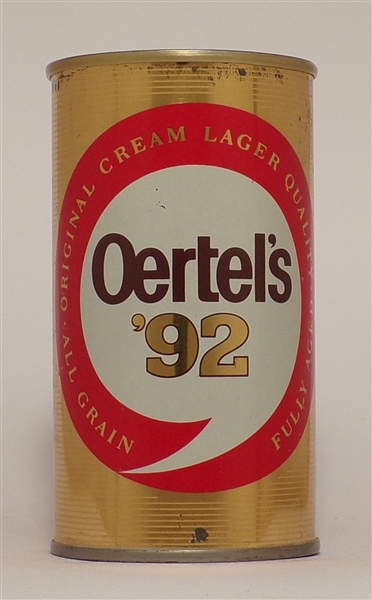 ALL GRAIN · ORIGINAL CREAM LAGER QUALITY FULLY AGED
Oertel's
'92